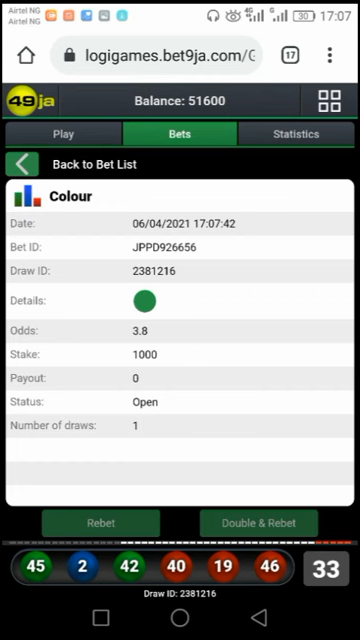 Airtel NG
Airtel NG
30 17:07
logigames.bet9ja.com/G
17
49ja
Balance: 51600
Play
Bets
Statistics
Back to Bet List
Colour
Date: 06/04/2021 17:07:42
Bet ID: JPPD926656
Draw ID: 2381216
Details:
Odds: 3.8
Stake: 1000
Payout: 0
Status: Open
Number of draws: 1
Rebet
Double & Rebet
45 2 42 40 19 46 33
Draw ID: 2381216